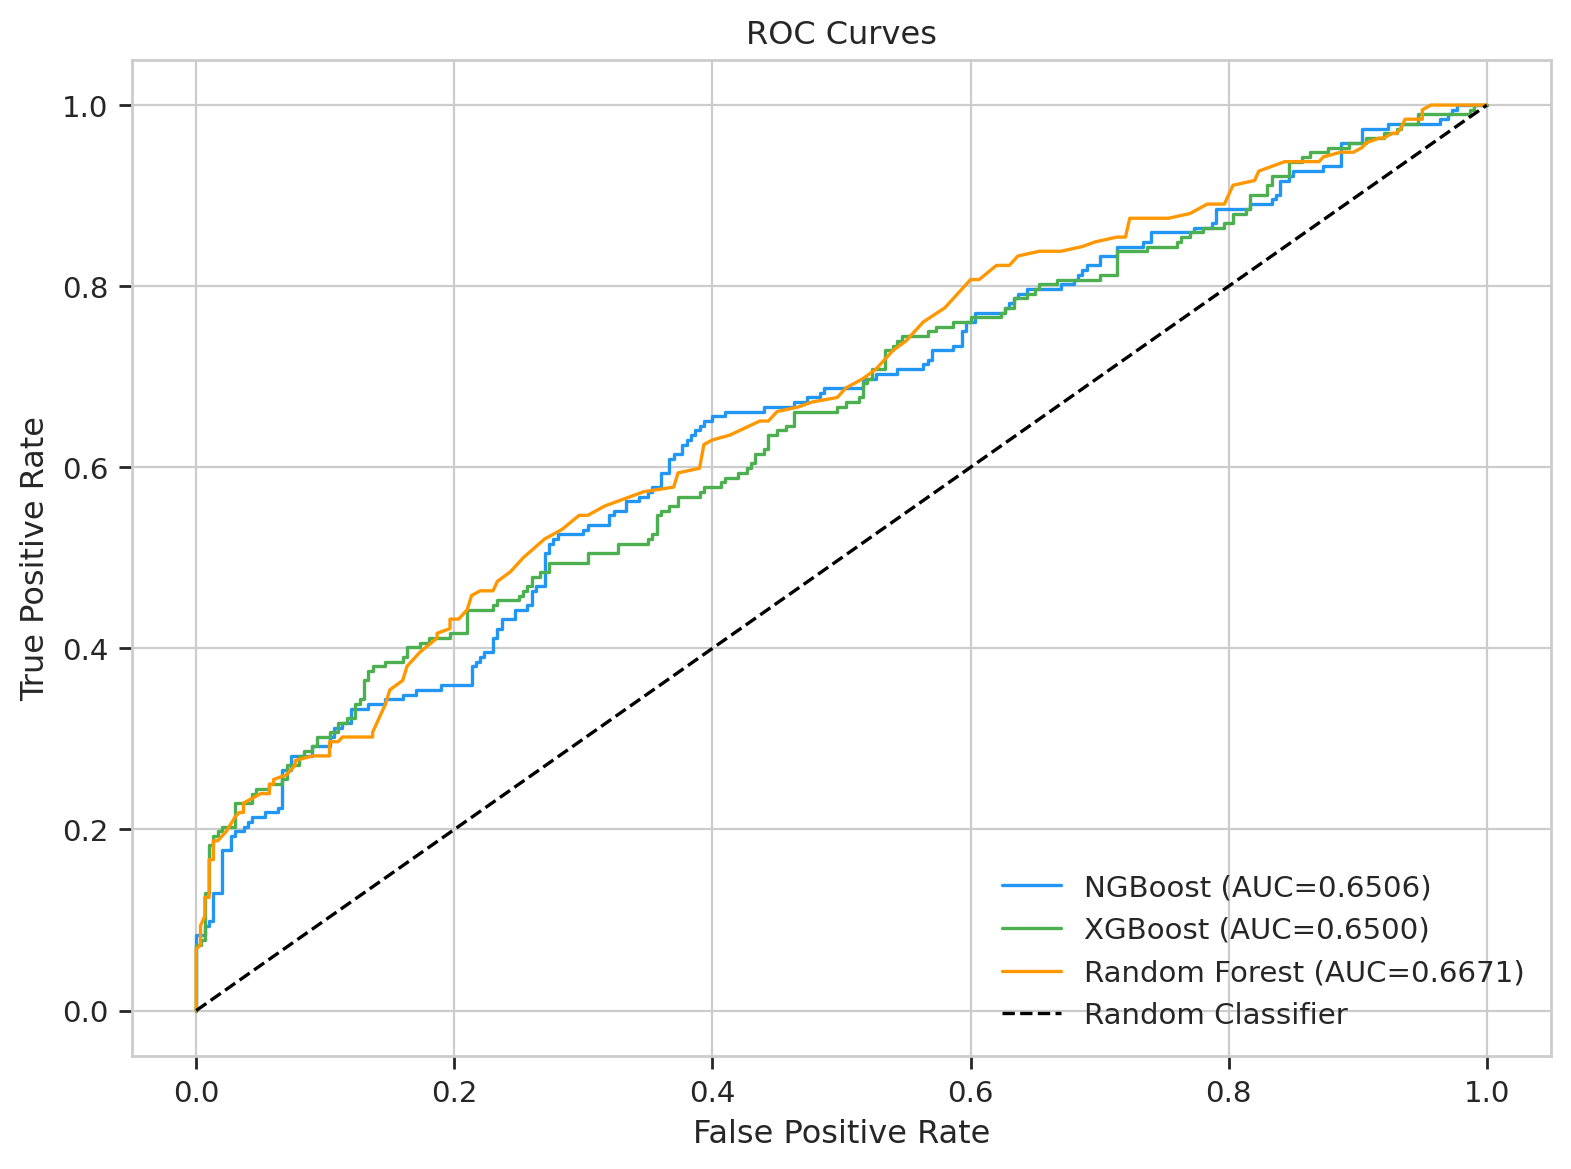 ROC Curves
True Positive Rate
1.0
0.8
0.6
0.4
0.2
0.0
NGBoost (AUC=0.6506)
XGBoost (AUC=0.6500)
Random Forest (AUC=0.6671)
Random Classifier
0.0 0.2 0.4 0.6 0.8 1.0
False Positive Rate